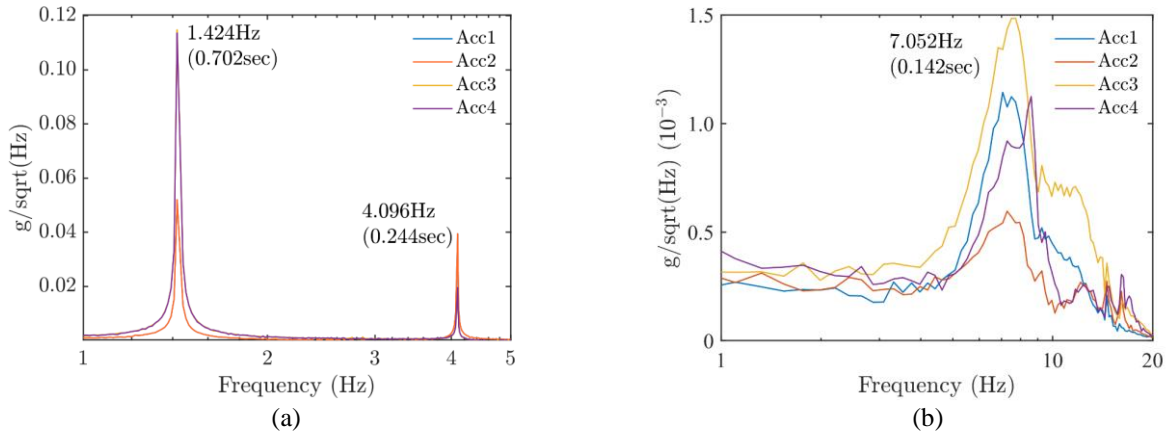 0.12
0.10
0.08
0.06
0.04
0.02
g/sqrt(Hz)
1.424Hz
(0.702sec)
4.096Hz
(0.244sec)
Acc1
Acc2
Acc3
Acc4
1 2 3 4 5
Frequency (Hz)
(a)
1.5
1.0
0.5
0
g/sqrt(Hz) (10⁻³)
7.052Hz
(0.142sec)
Acc1
Acc2
Acc3
Acc4
1 10 20
Frequency (Hz)
(b)